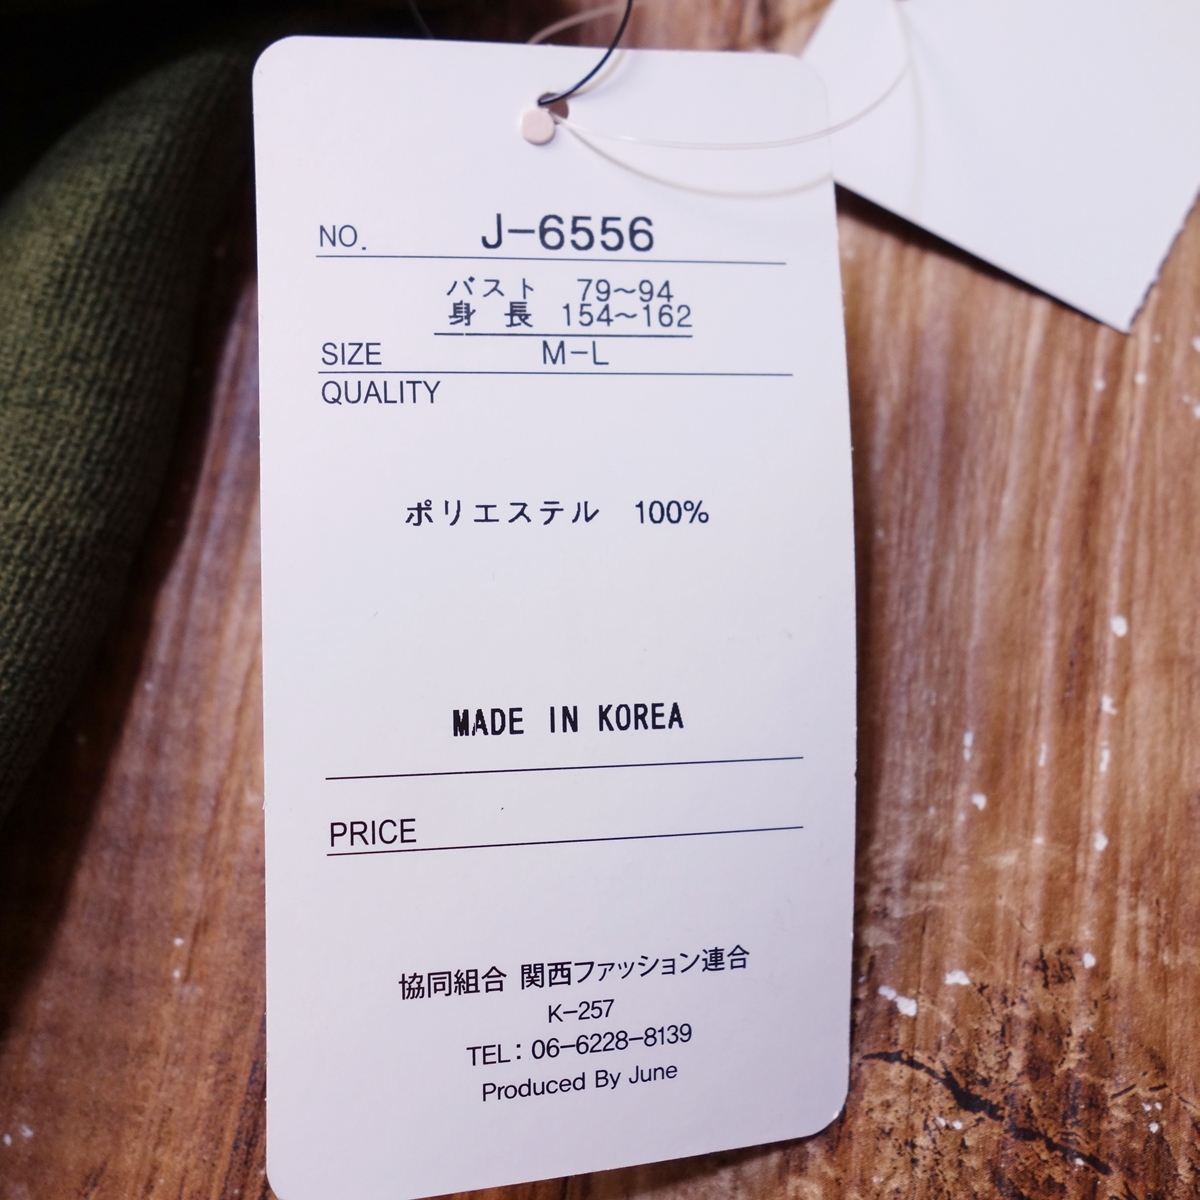 NO. J-6556
バスト 79~94
身長 154~162
SIZE M-L
QUALITY
ポリエステル 100%
MADE IN KOREA
PRICE
協同組合 関西ファッション連合
K-257
TEL: 06-6228-8139
Produced By June